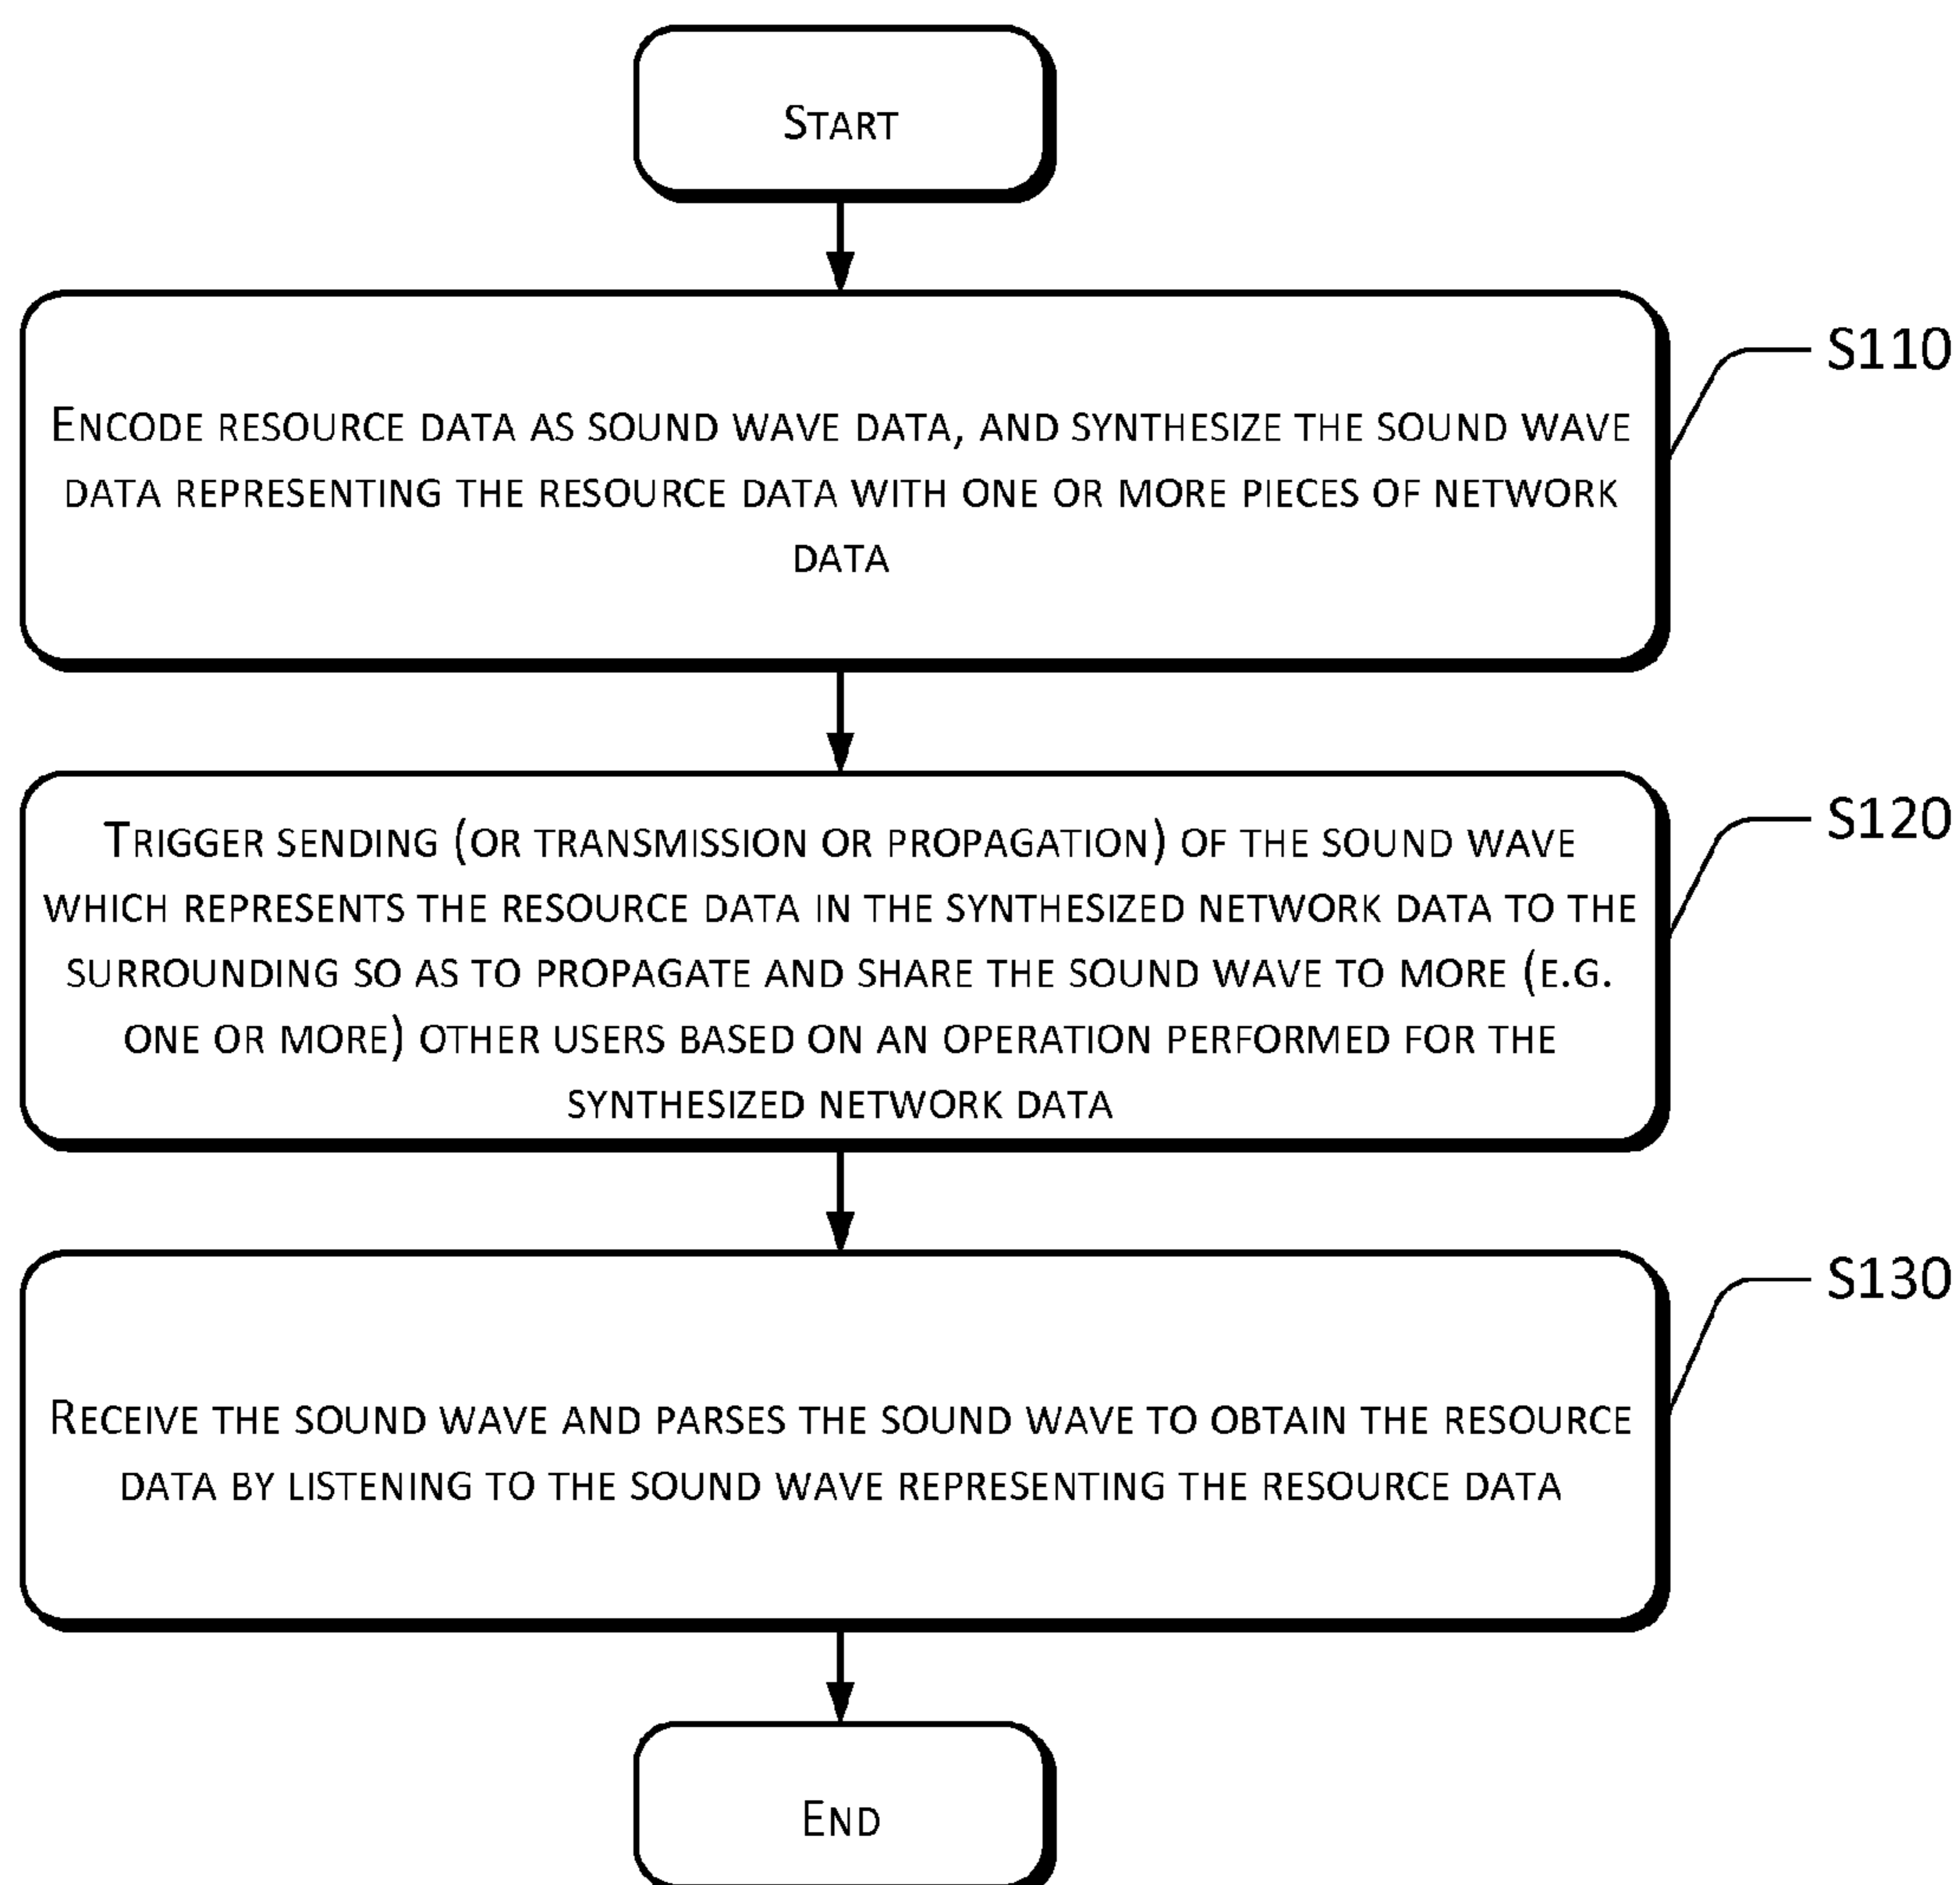 START
ENCODE RESOURCE DATA AS SOUND WAVE DATA, AND SYNTHESIZE THE SOUND WAVE
DATA REPRESENTING THE RESOURCE DATA WITH ONE OR MORE PIECES OF NETWORK
DATA
S110
TRIGGER SENDING (OR TRANSMISSION OR PROPAGATION) OF THE SOUND WAVE
WHICH REPRESENTS THE RESOURCE DATA IN THE SYNTHESIZED NETWORK DATA TO THE
SURROUNDING SO AS TO PROPAGATE AND SHARE THE SOUND WAVE TO MORE (E.G.
ONE OR MORE) OTHER USERS BASED ON AN OPERATION PERFORMED FOR THE
SYNTHESIZED NETWORK DATA
S120
RECEIVE THE SOUND WAVE AND PARSES THE SOUND WAVE TO OBTAIN THE RESOURCE
DATA BY LISTENING TO THE SOUND WAVE REPRESENTING THE RESOURCE DATA
S130
END